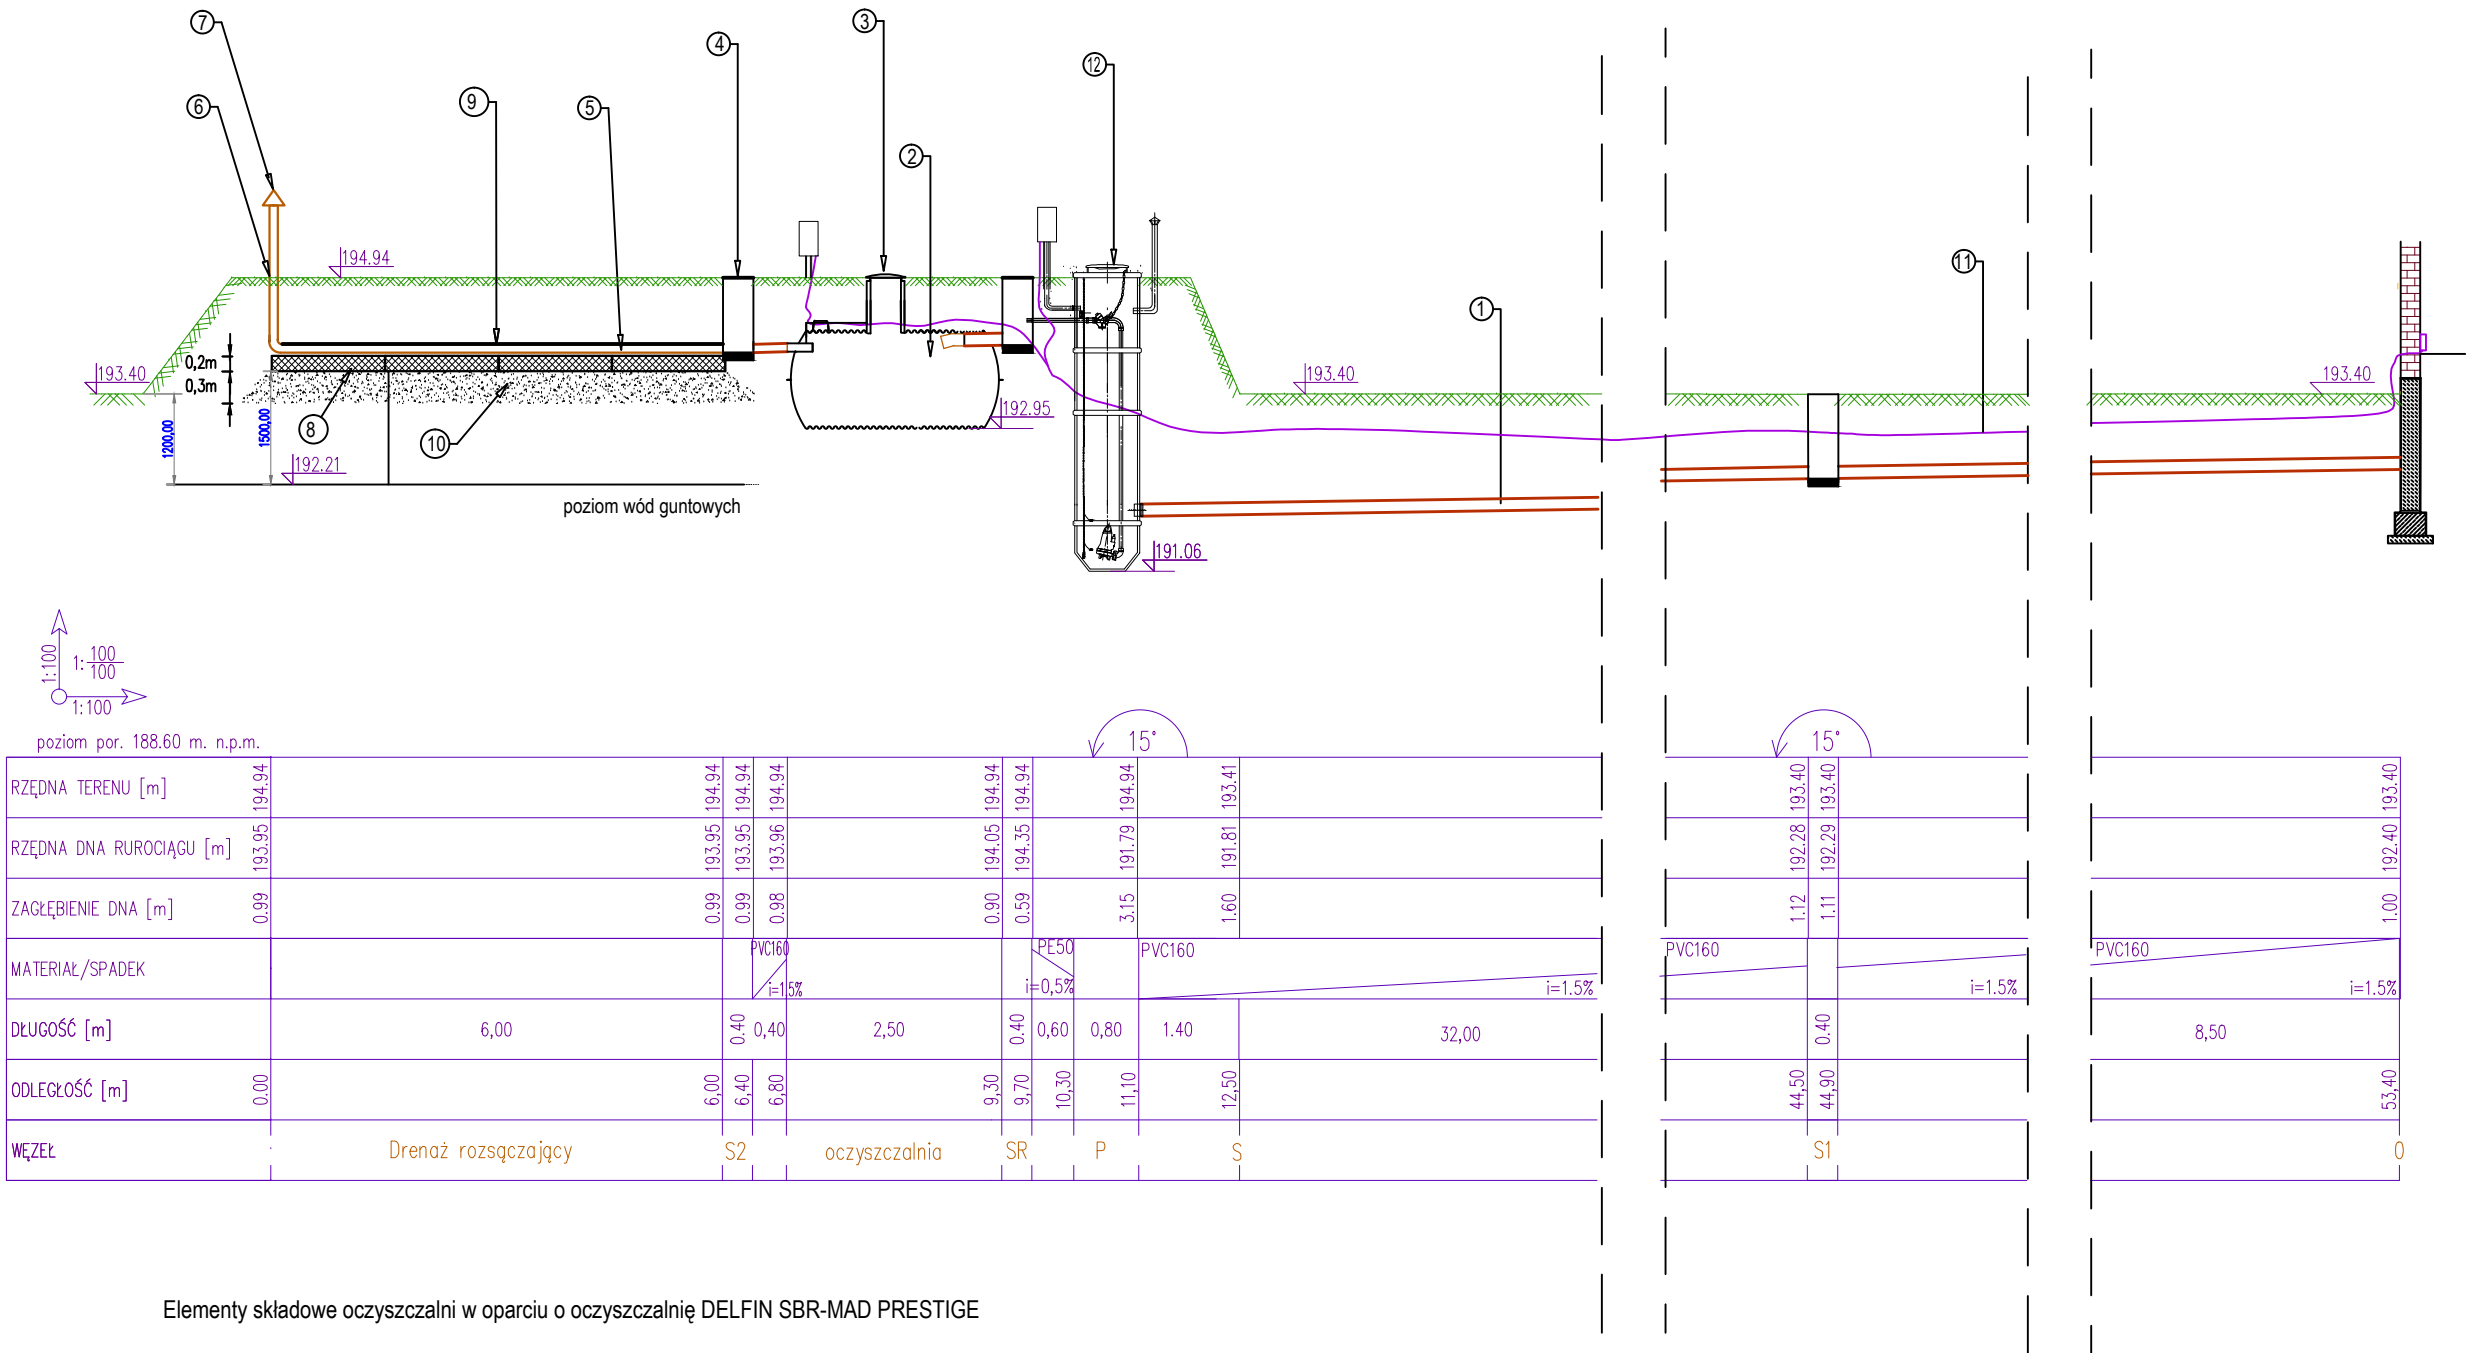 7
3
4
12
9
5
6
2
194.94
11
1
193.40
0,2m
0,3m
193.40
193.40
192.95
1200,00
1500,00
8
10
192.21
poziom wód guntowych
191.06
1:100
1: 100
100
1:100
poziom por. 188.60 m. n.p.m.
15°
15°
RZĘDNA TERENU [m] 194.94 194.94 194.94 194.94 194.94 194.94 194.94 193.41 193.40 193.40 193.40
RZĘDNA DNA RUROCIĄGU [m] 193.95 193.95 193.95 193.96 194.05 194.35 191.79 191.81 192.28 192.29 192.40
ZAGŁĘBIENIE DNA [m] 0.99 0.99 0.99 0.98 0.90 0.59 3.15 1.60 1.12 1.11 1.00
MATERIAŁ/SPADEK PVC160 i=1.5% PE50 i=0,5% PVC160 i=1.5% PVC160 i=1.5% PVC160 i=1.5%
DŁUGOŚĆ [m] 6,00 0.40 0,40 2,50 0.40 0,60 0,80 1.40 32,00 0.40 8,50
ODLEGŁOŚĆ [m] 0.00 6,00 6,40 6,80 9,30 9,70 10,30 11,10 12,50 44,50 44,90 53,40
WĘZEŁ Drenaż rozsączający S2 oczyszczalnia SR P S S1 O
Elementy składowe oczyszczalni w oparciu o oczyszczalnię DELFIN SBR-MAD PRESTIGE